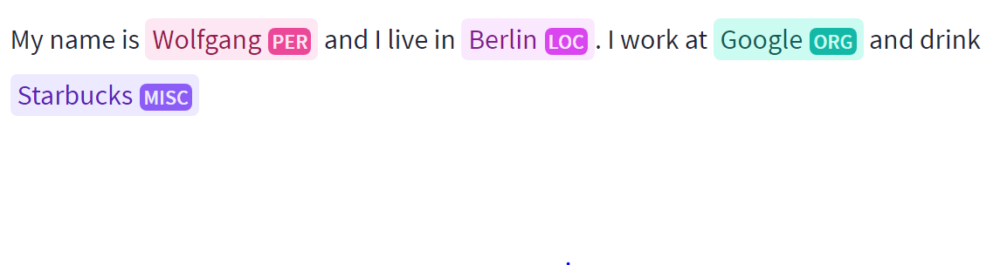 My name is Wolfgang PER and I live in Berlin LOC . I work at Google ORG and drink
Starbucks MISC